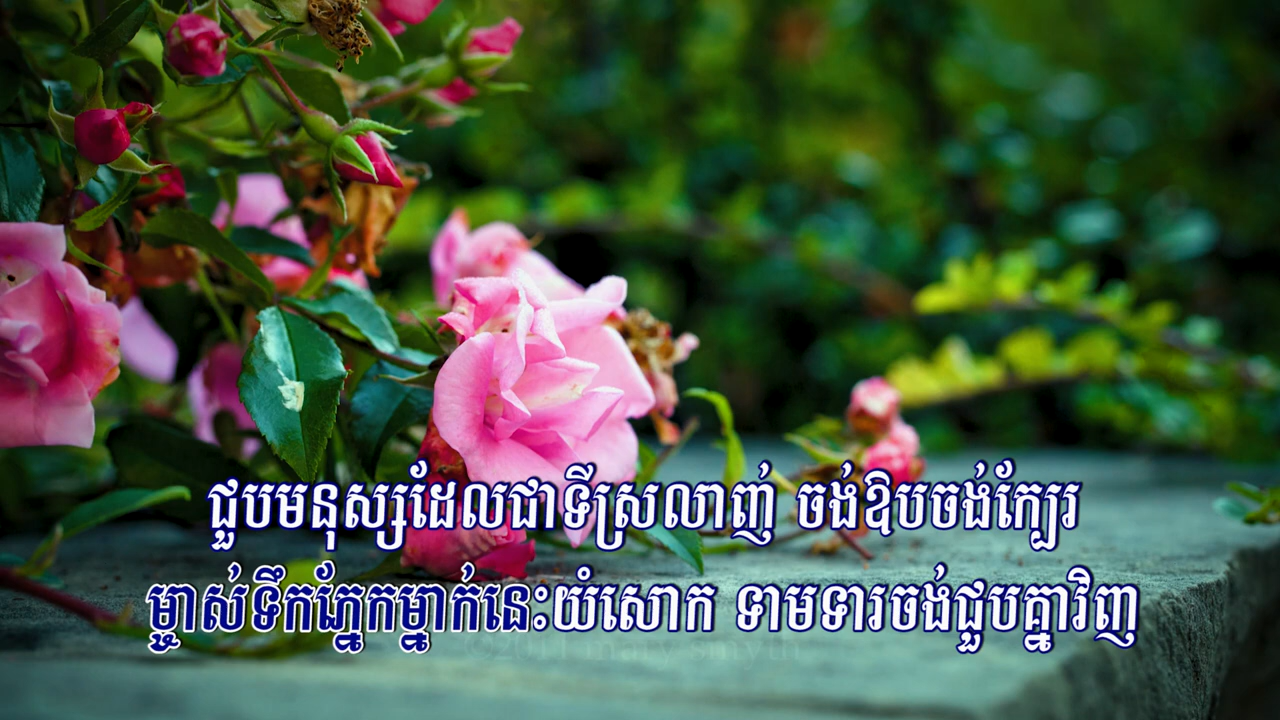 ជួបមនុស្សដែលជាទីស្រលាញ់ ចង់ឱបចង់ក្បែរ
ម្ចាស់ទឹកភ្នែកម្នាក់នេះយំសោក ទាមទារចង់ជួបគ្នាវិញ